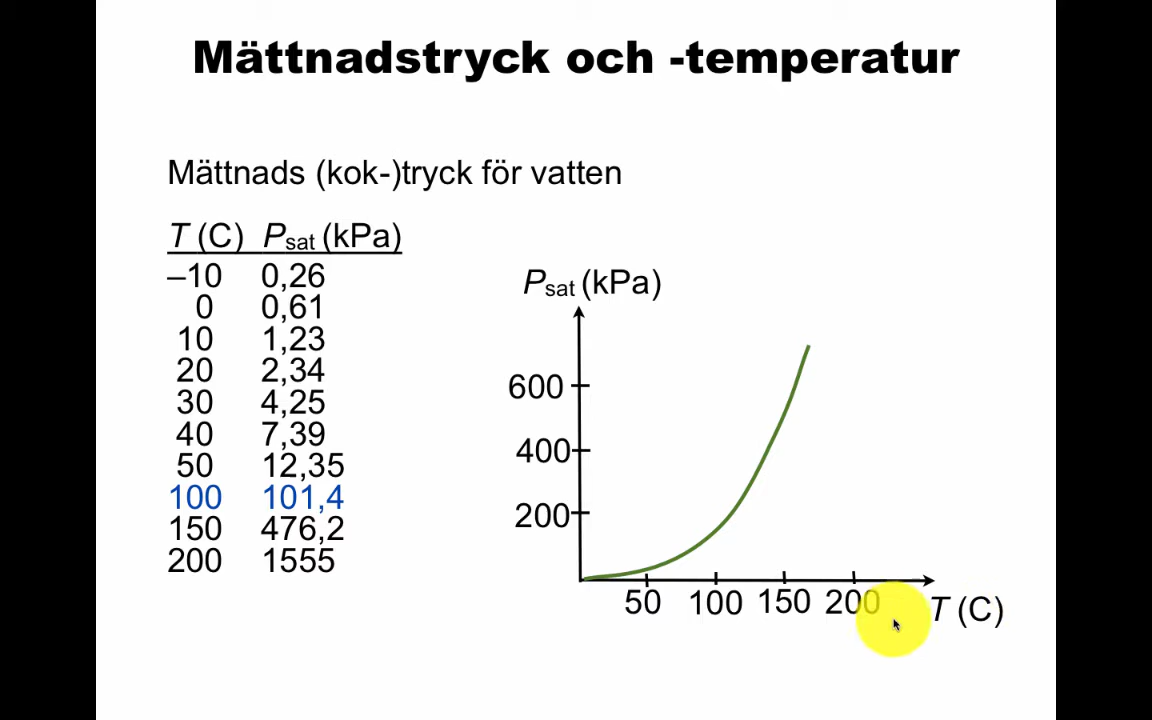 Mättnadstryck och -temperatur
Mättnads (kok-)tryck för vatten
T (C) Psat (kPa)
–10 0,26
0 0,61
10 1,23
20 2,34
30 4,25
40 7,39
50 12,35
100 101,4
150 476,2
200 1555
Psat (kPa)
600
400
200
50 100 150 200
T (C)